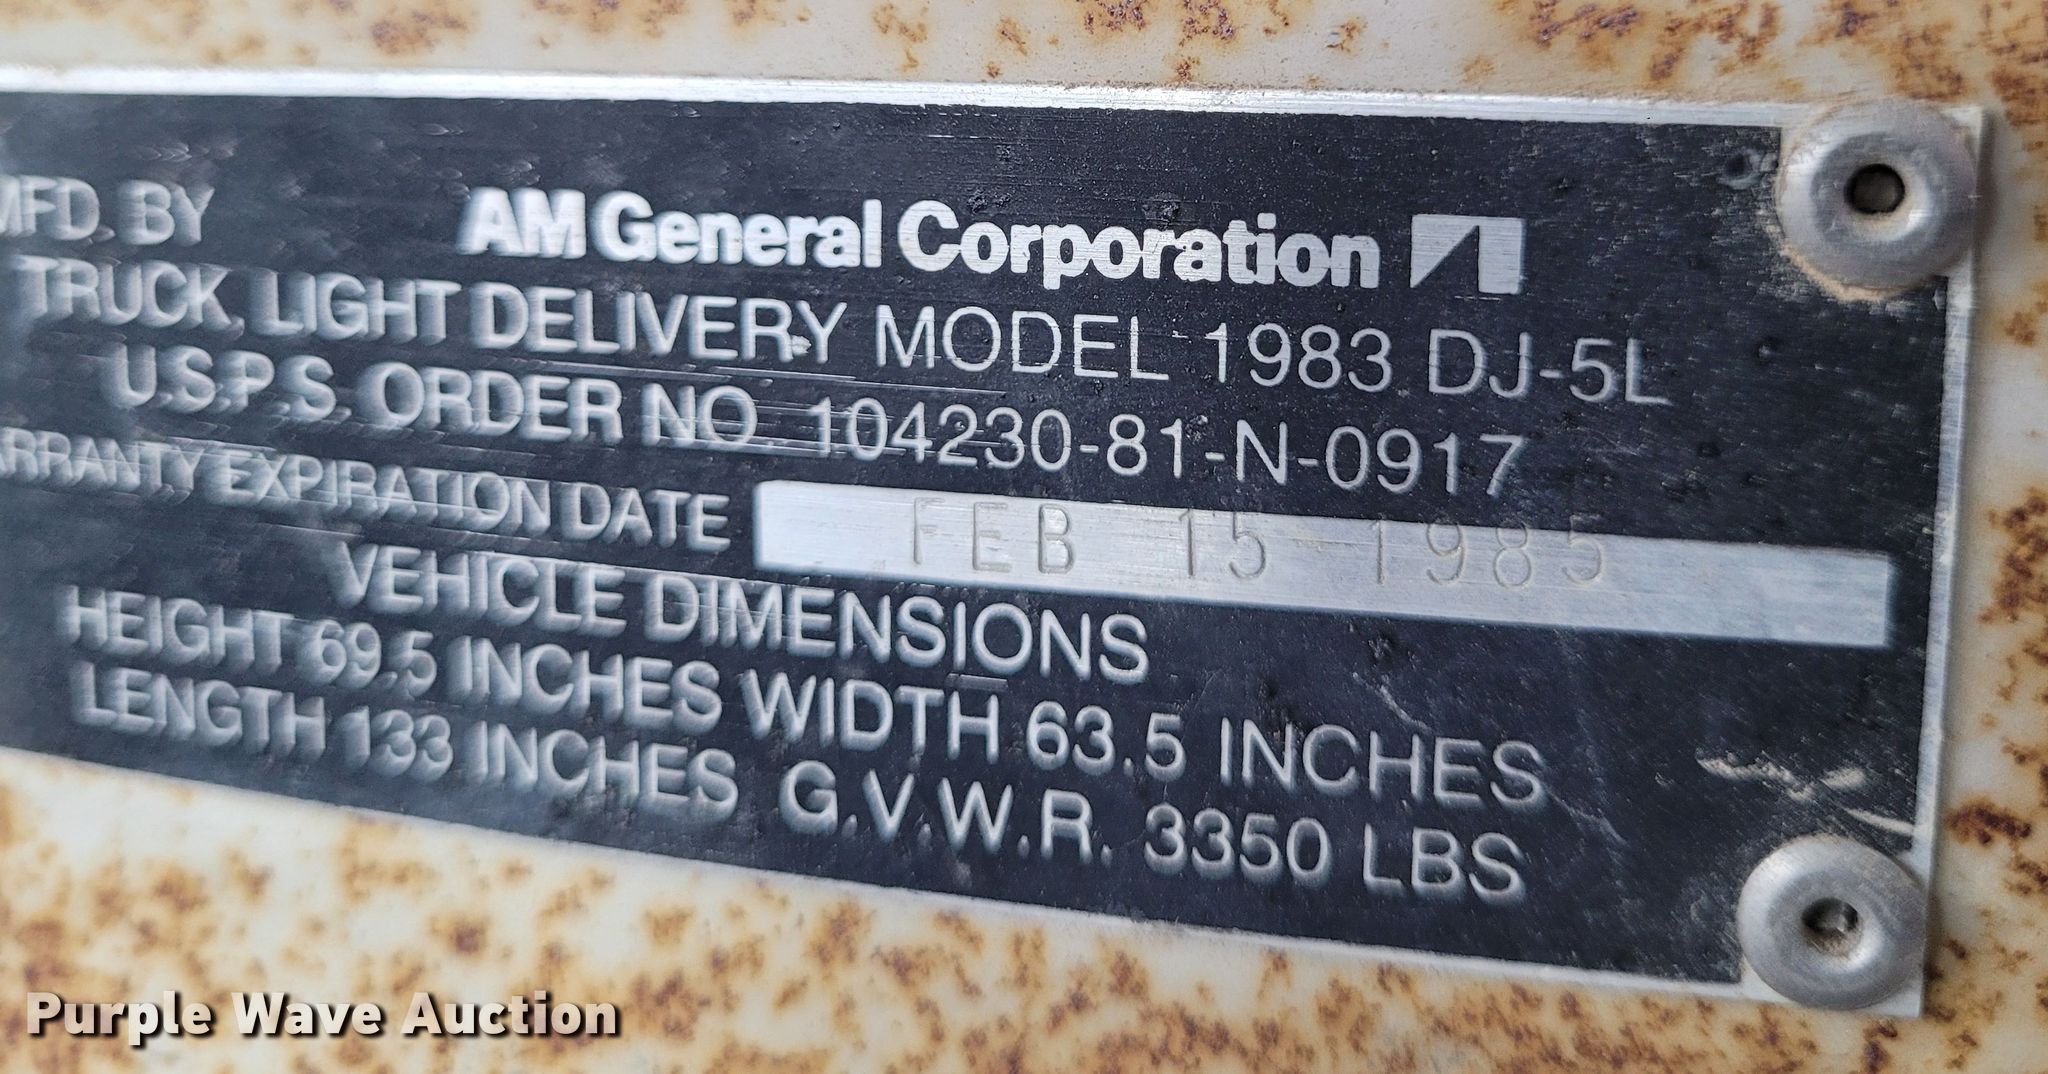 MFD. BY AM General Corporation
TRUCK, LIGHT DELIVERY MODEL 1983 DJ-5L
U.S.P.S. ORDER NO. 104230-81-N-0917
WARRANTY EXPIRATION DATE FEB 15 1985
VEHICLE DIMENSIONS
HEIGHT 69.5 INCHES WIDTH 63.5 INCHES
LENGTH 133 INCHES G.V.W.R. 3350 LBS
Purple Wave Auction